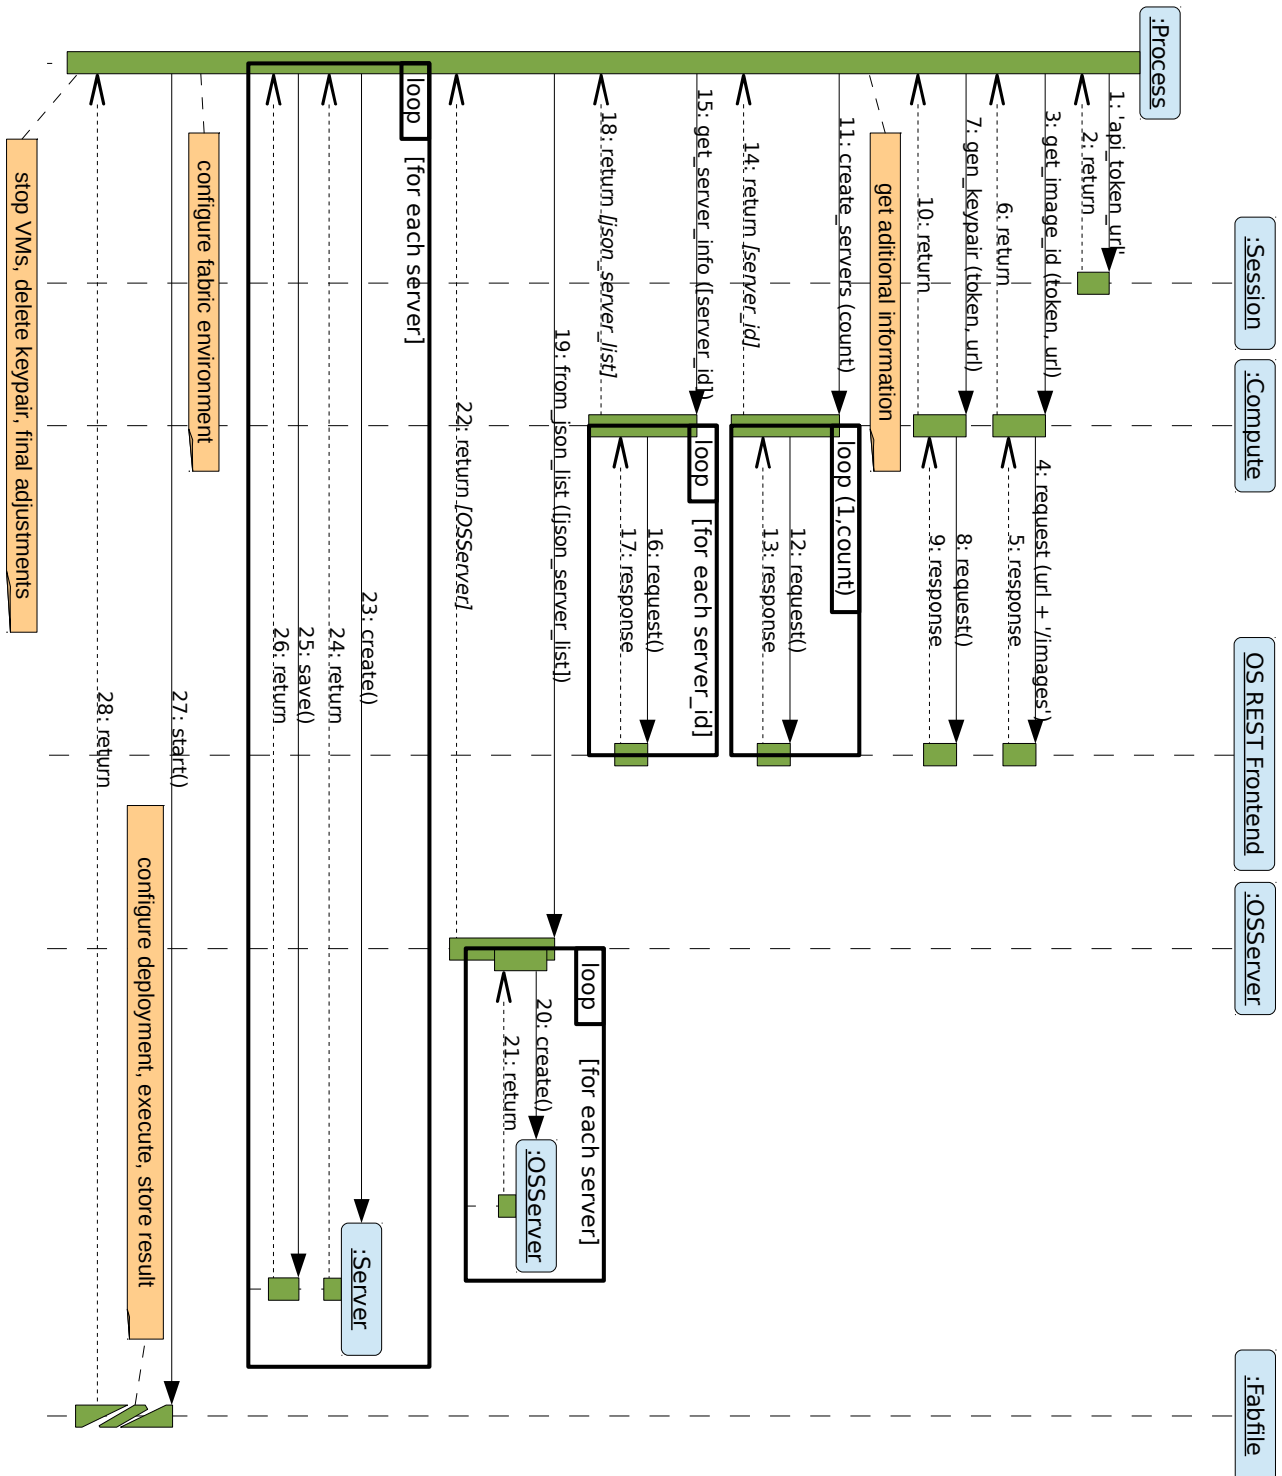 :Process
:Session
:Compute
OS REST Frontend
:OSServer
:Fabfile
1: 'api_token_url'
2: return
3: get_image_id (token, url)
4: request (url + '/images')
5: response
6: return
7: gen_keypair (token, url)
8: request()
9: response
10: return
get aditional information
11: create_servers (count)
loop (1,count)
12: request()
13: response
14: return [server_id]
15: get_server_info ([server_id])
loop
[for each server_id]
16: request()
17: response
18: return [json_server_list]
19: from_json_list ([json_server_list])
loop
[for each server]
20: create()
:OSServer
21: return
22: return [OSServer]
loop
[for each server]
23: create()
:Server
24: return
25: save()
26: return
configure fabric environment
27: start()
configure deployment, execute, store result
28: return
stop VMs, delete keypair, final adjustments